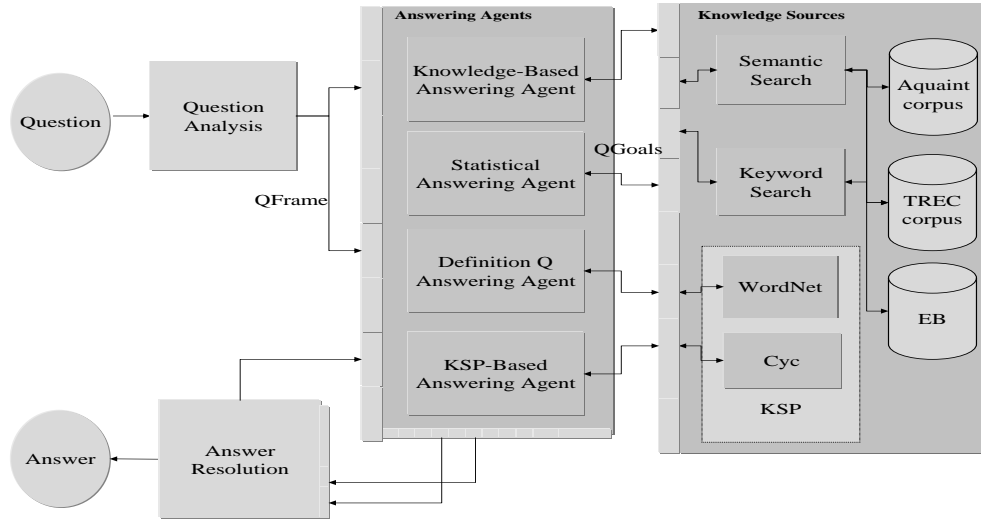 Answering Agents
Knowledge Sources
Question
Question
Analysis
QFrame
Knowledge-Based
Answering Agent
Statistical
Answering Agent
Definition Q
Answering Agent
KSP-Based
Answering Agent
QGoals
Semantic
Search
Keyword
Search
WordNet
Cyc
KSP
Aquaint
corpus
TREC
corpus
EB
Answer
Resolution
Answer